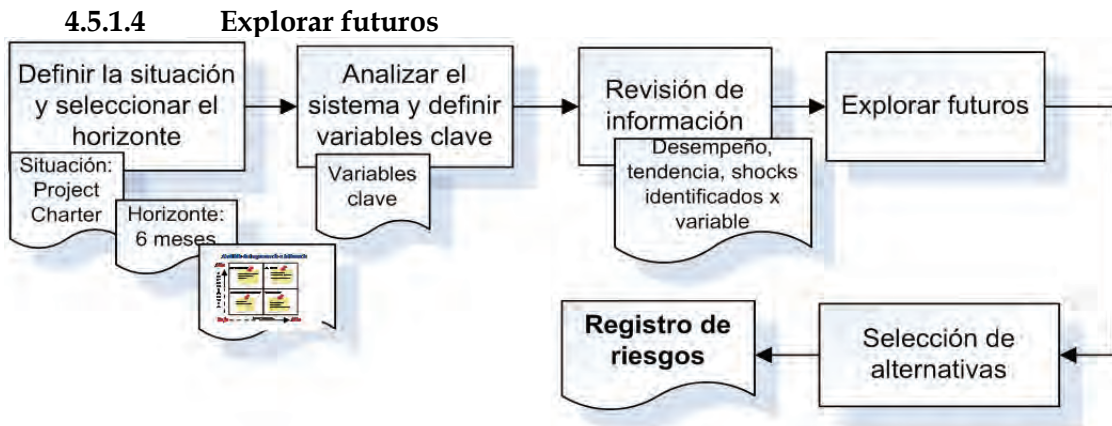 4.5.1.4 Explorar futuros
Definir la situación
y seleccionar el
horizonte
Situación:
Project
Charter
Horizonte:
6 meses
Analizar el
sistema y definir
variables clave
Variables
clave
Revisión de
información
Desempeño,
tendencia, shocks
identificados x
variable
Explorar futuros
Selección de
alternativas
Registro de
riesgos